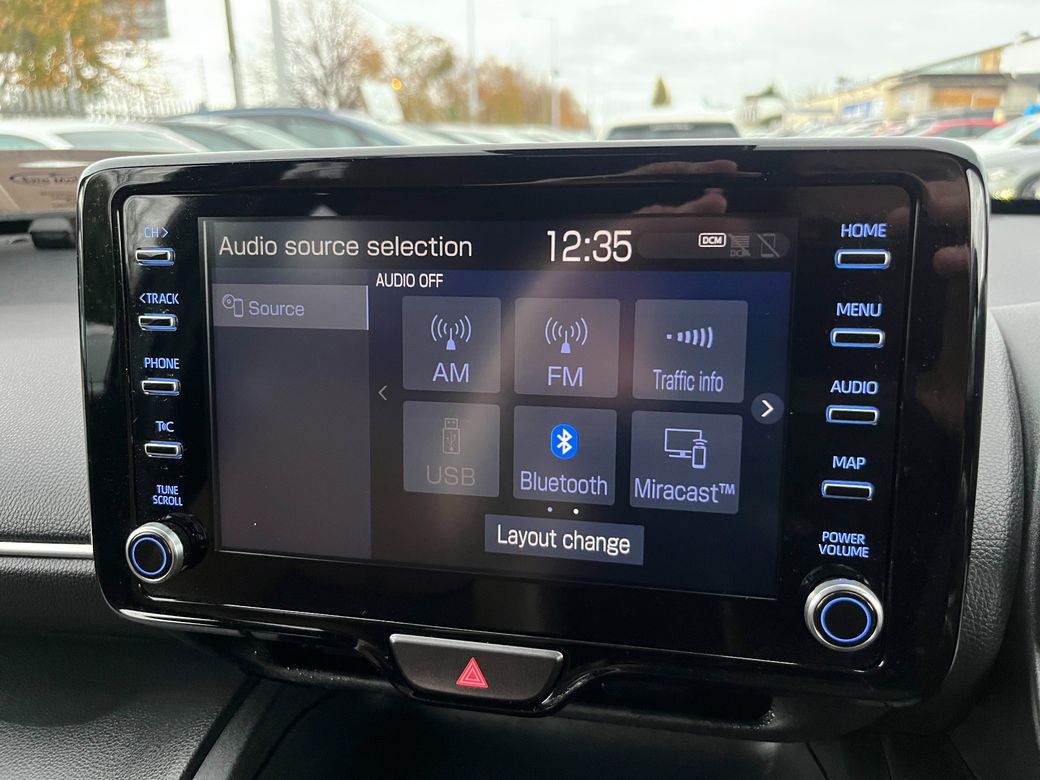 CH >
< TRACK
PHONE
T C
TUNE
SCROLL
Audio source selection
12:35
DCM
DCM
Source
AUDIO OFF
AM
FM
Traffic info
USB
Bluetooth
Miracast™
Layout change
HOME
MENU
AUDIO
MAP
POWER
VOLUME